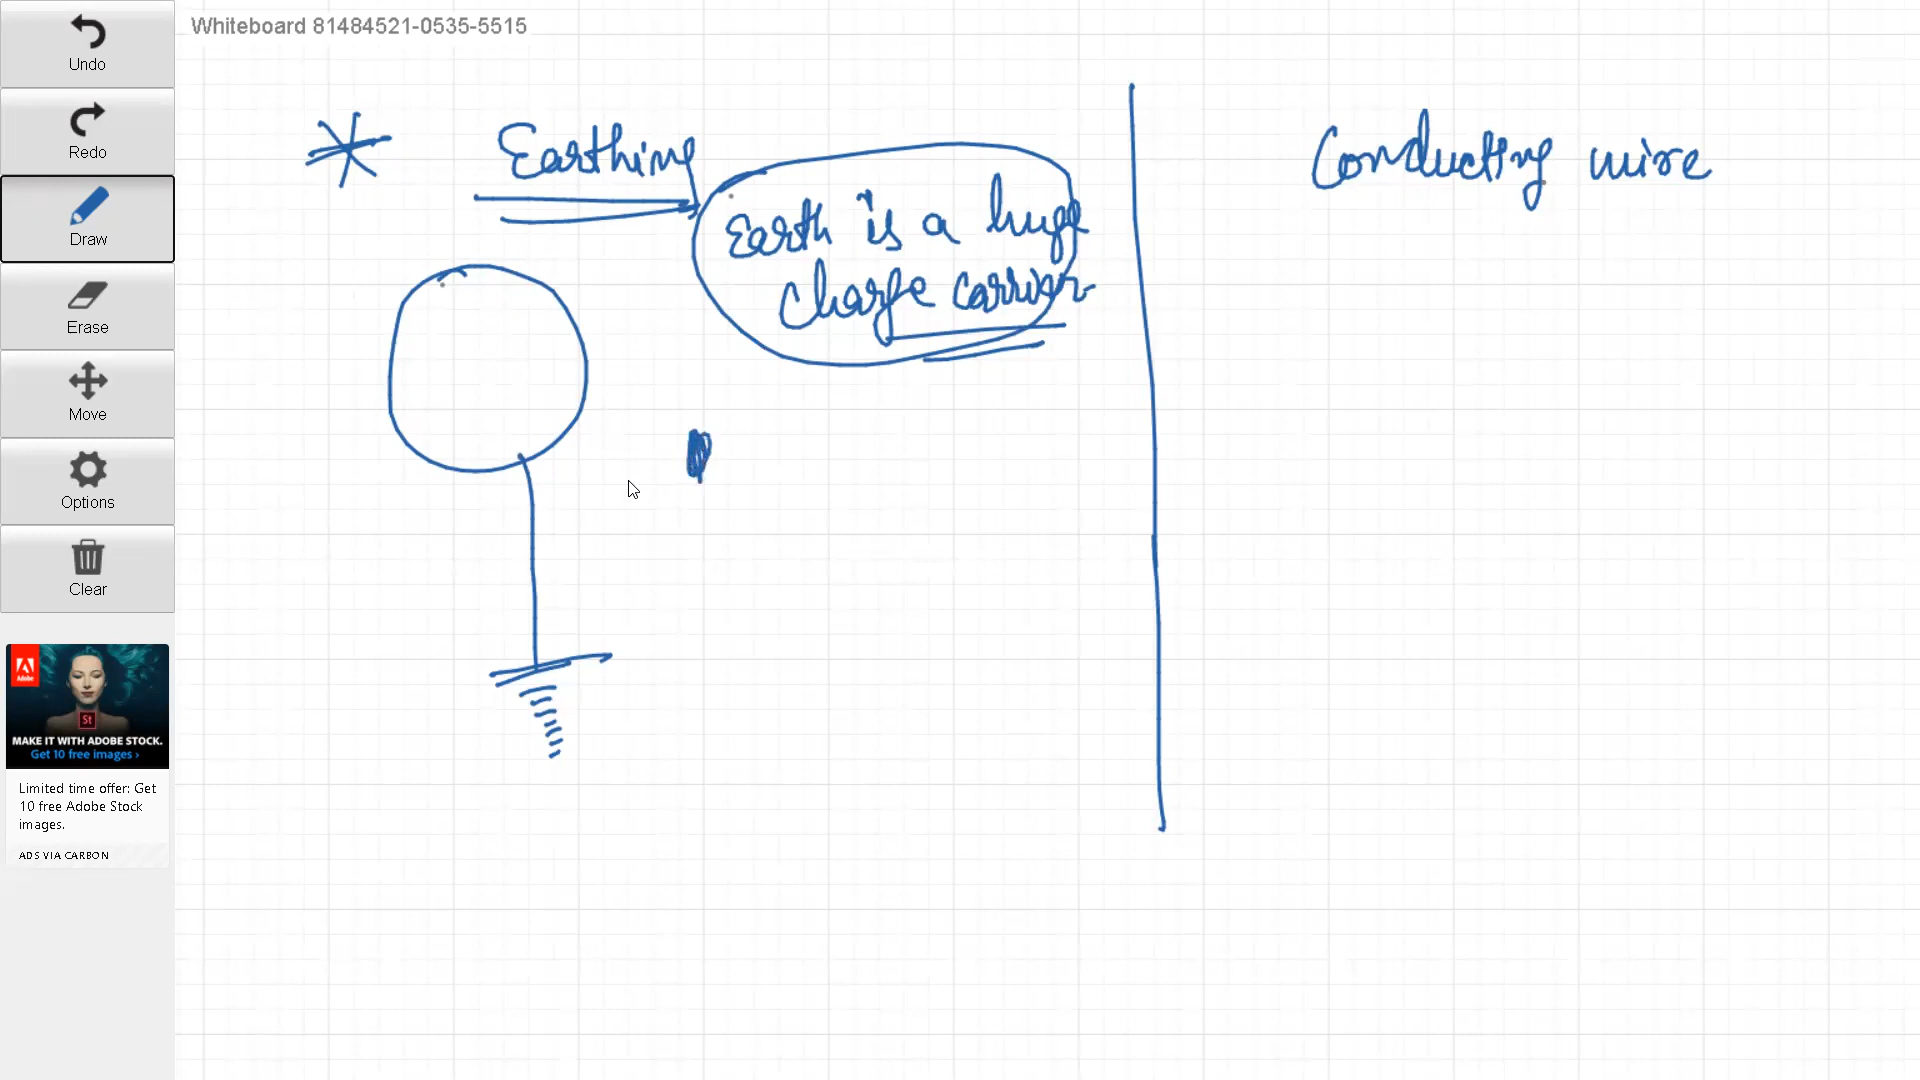 Whiteboard 81484521-0535-5515
Undo
Redo
Draw
Erase
Move
Options
Clear
Earthing
Earth is a huge
charge carrier
Conducting wire
Adobe
St
MAKE IT WITH ADOBE STOCK.
Get 10 free images ›
Limited time offer: Get
10 free Adobe Stock
images.
ADS VIA CARBON